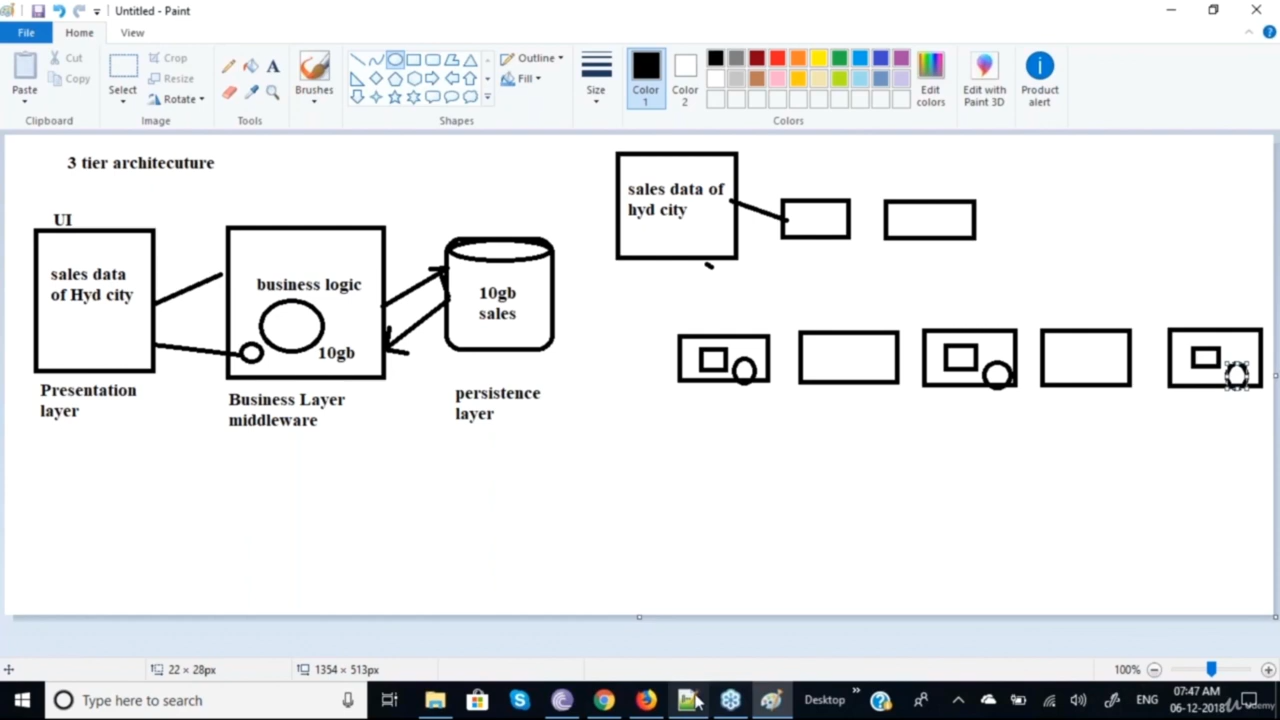 Untitled - Paint
File
Home
View
Paste
Cut
Copy
Clipboard
Select
Crop
Resize
Rotate
Image
A
Tools
Brushes
Outline
Fill
Shapes
Size
Color
1
Color
2
Edit
colors
Edit with
Paint 3D
Product
alert
Colors
3 tier architecuture
UI
sales data
of Hyd city
Presentation
layer
business logic
10gb
Business Layer
middleware
10gb
sales
persistence
layer
sales data of
hyd city
22 × 28px
1354 × 513px
100%
Type here to search
Desktop
ENG
07:47 AM
06-12-2018
Udemy